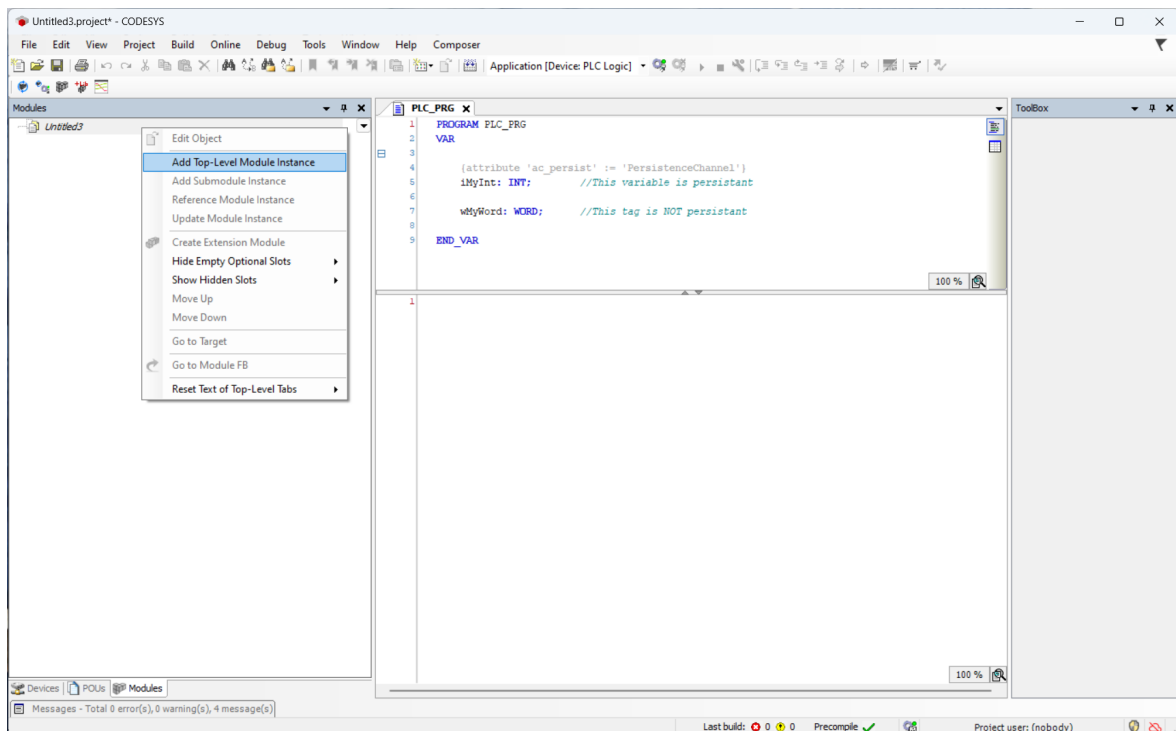 Untitled3.project* - CODESYS
File Edit View Project Build Online Debug Tools Window Help Composer
Application [Device: PLC Logic]
Modules
Untitled3
Edit Object
Add Top-Level Module Instance
Add Submodule Instance
Reference Module Instance
Update Module Instance
Create Extension Module
Hide Empty Optional Slots
Show Hidden Slots
Move Up
Move Down
Go to Target
Go to Module FB
Reset Text of Top-Level Tabs
PLC_PRG
1 PROGRAM PLC_PRG
2 VAR
3
4 {attribute 'ac_persist' := 'PersistenceChannel'}
5 iMyInt: INT; //This variable is persistant
6
7 wMyWord: WORD; //This tag is NOT persistant
8
9 END_VAR
100 %
1
100 %
ToolBox
Devices POUs Modules
Messages - Total 0 error(s), 0 warning(s), 4 message(s)
Last build: 0 0 Precompile Project user: (nobody)